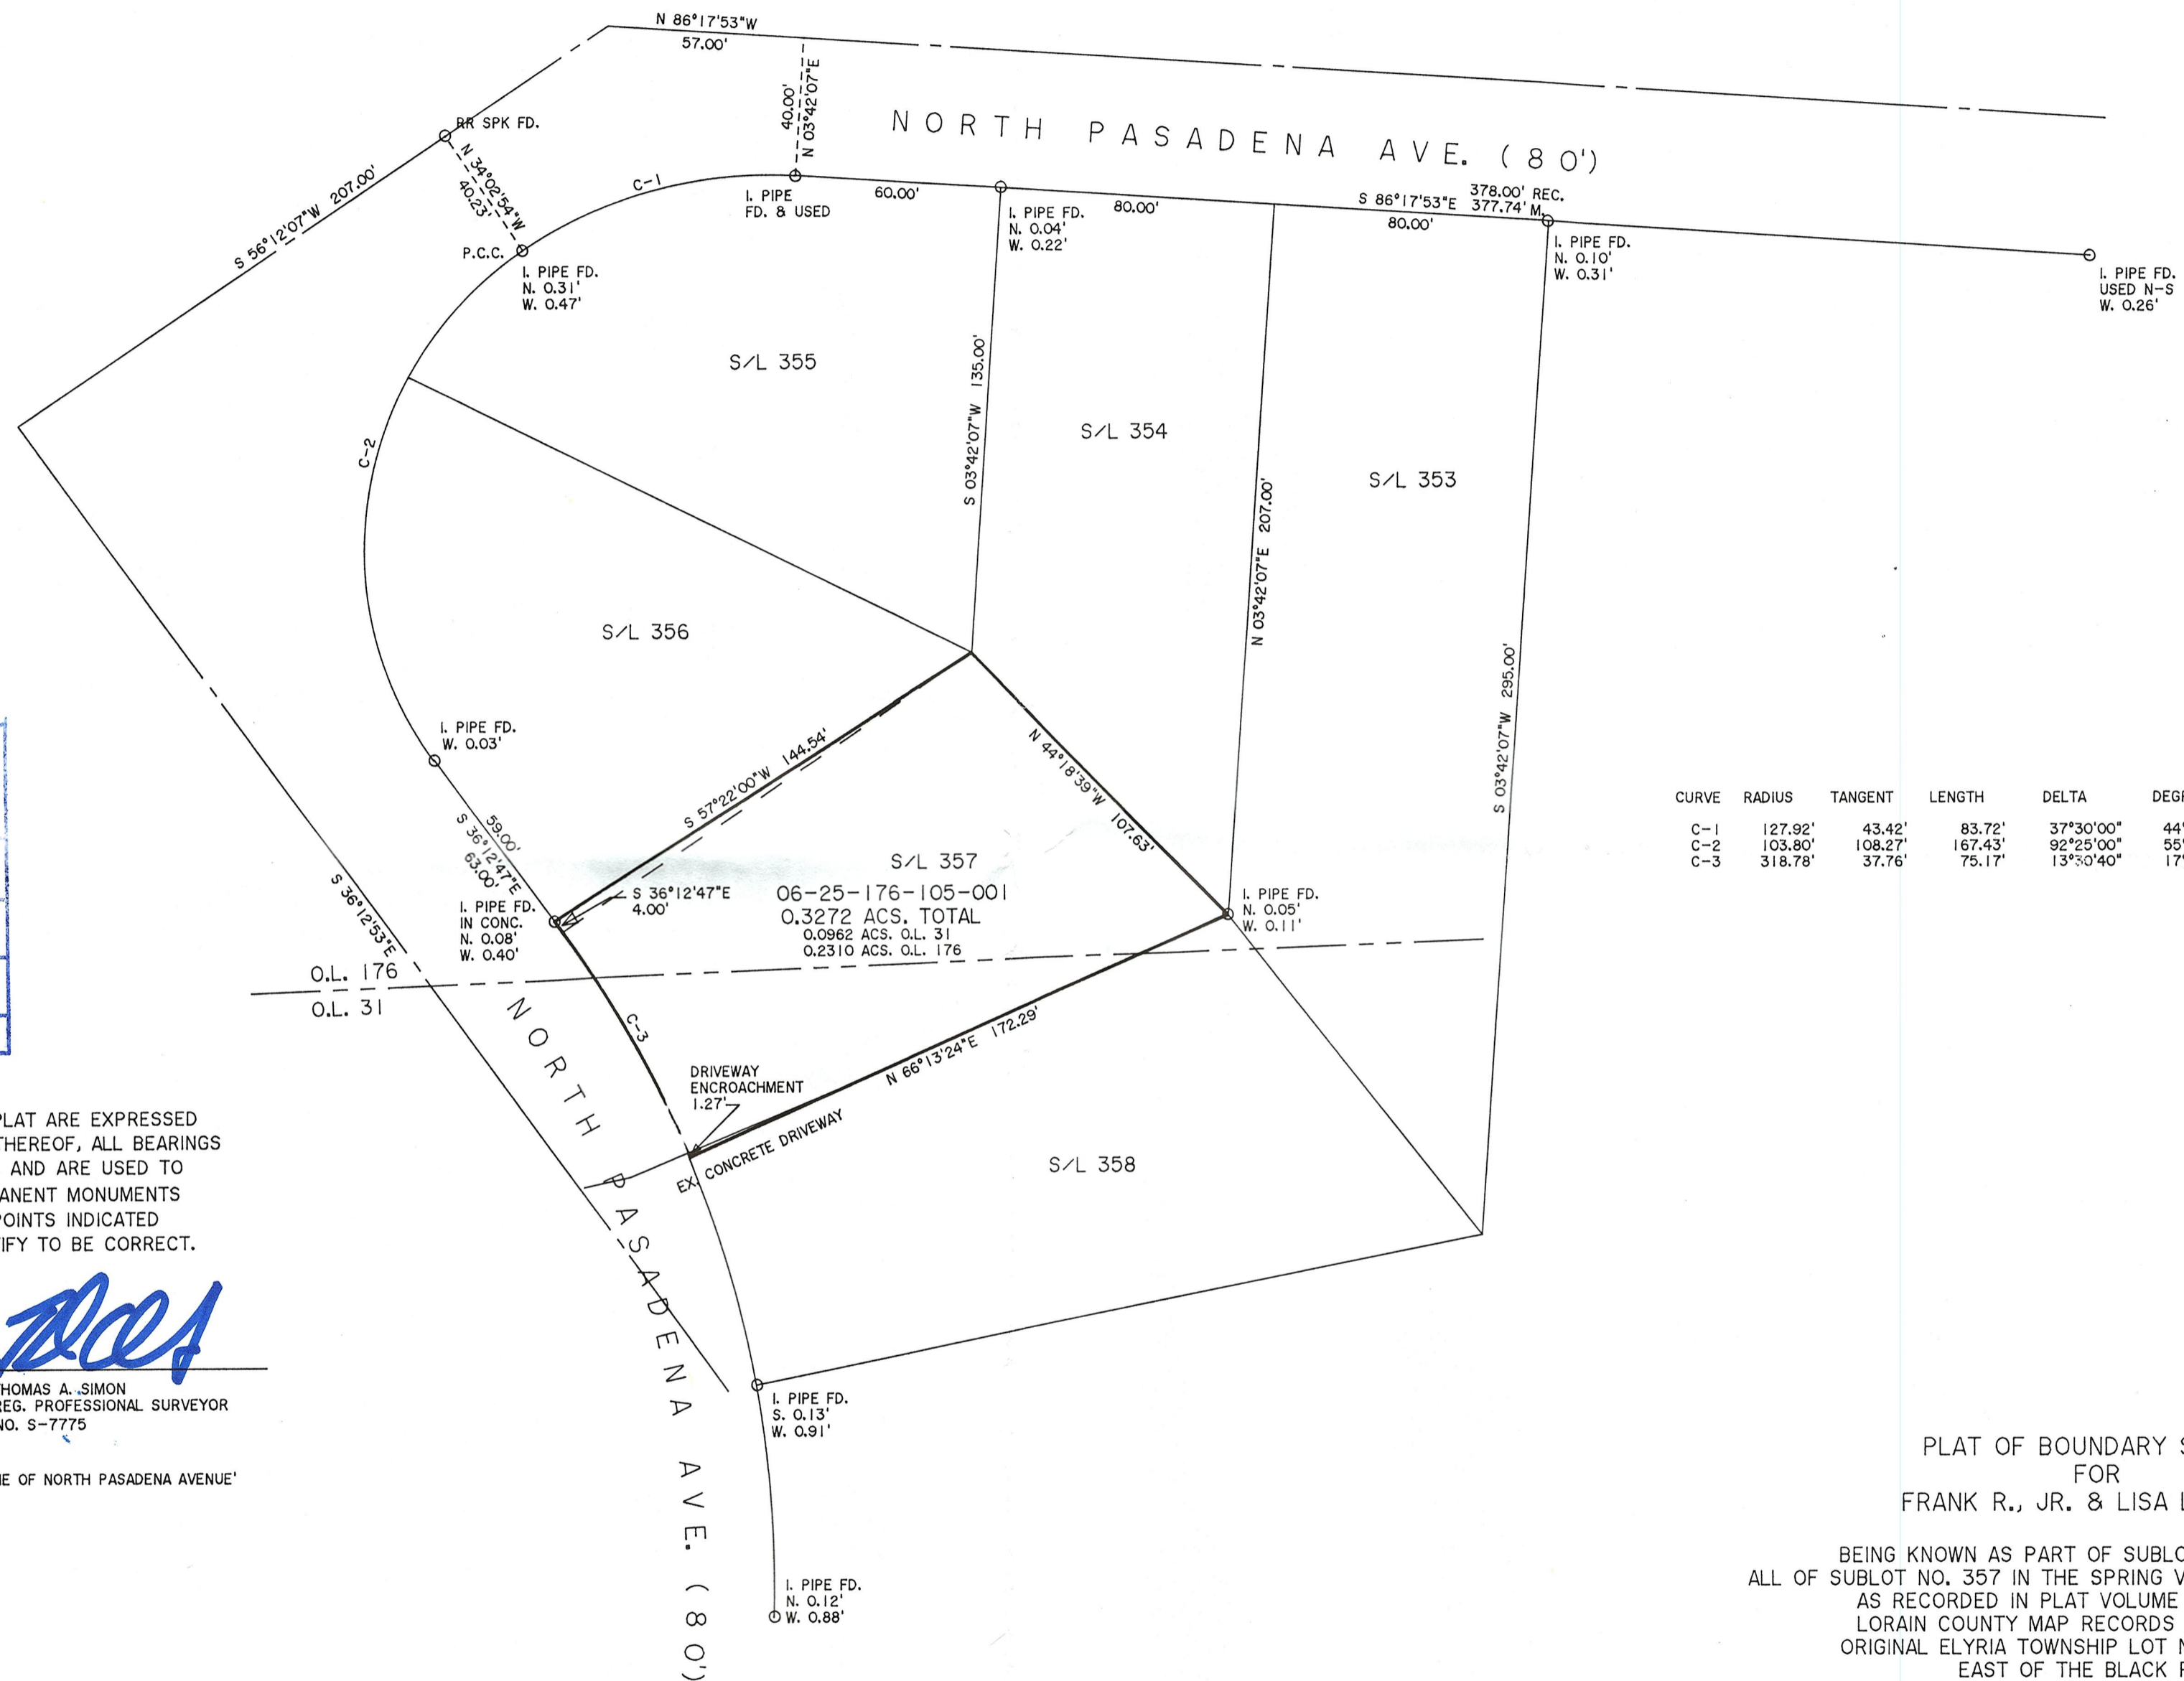 N 86°17'53"W
57.00'
40.00'
N 03°42'07"E
NORTH PASADENA AVE. (80')
RR SPK FD.
N 34°02'54"W
40.23'
S 56°12'07"W 207.00'
C-1
I. PIPE
FD. & USED
60.00'
I. PIPE FD.
N. 0.04'
W. 0.22'
80.00'
378.00' REC.
S 86°17'53"E 377.74' M.
80.00'
I. PIPE FD.
N. 0.10'
W. 0.31'
I. PIPE FD.
USED N-S
W. 0.26'
P.C.C.
I. PIPE FD.
N. 0.31'
W. 0.47'
S/L 355
S 03°42'07"W 135.00'
S/L 354
S/L 353
C-2
N 03°42'07"E 207.00'
S/L 356
S 03°42'07"W 295.00'
I. PIPE FD.
W. 0.03'
S 57°22'00"W 144.54'
N 44°18'39"W 107.63'
59.00'
S 36°12'47"E
63.00'
S/L 357
06-25-176-105-001
0.3272 ACS. TOTAL
0.0962 ACS. O.L. 31
0.2310 ACS. O.L. 176
S 36°12'47"E
4.00'
I. PIPE FD.
IN CONC.
N. 0.08'
W. 0.40'
I. PIPE FD.
N. 0.05'
W. 0.11'
S 36°12'53"E
O.L. 176
O.L. 31
C-3
N 66°13'24"E 172.29'
DRIVEWAY
ENCROACHMENT
1.27'
EX. CONCRETE DRIVEWAY
S/L 358
NORTH PASADENA AVE. (80')
I. PIPE FD.
S. 0.13'
W. 0.91'
I. PIPE FD.
N. 0.12'
W. 0.88'
CURVE RADIUS TANGENT LENGTH DELTA DEG
C-1 127.92' 43.42' 83.72' 37°30'00" 44
C-2 103.80' 108.27' 167.43' 92°25'00" 55
C-3 318.78' 37.76' 75.17' 13°30'40" 17
PLAT ARE EXPRESSED
THEREOF, ALL BEARINGS
AND ARE USED TO
ANENT MONUMENTS
POINTS INDICATED
IFY TO BE CORRECT.
THOMAS A. SIMON
REG. PROFESSIONAL SURVEYOR
NO. S-7775
NE OF NORTH PASADENA AVENUE'
PLAT OF BOUNDARY S
FOR
FRANK R., JR. & LISA L
BEING KNOWN AS PART OF SUBLO
ALL OF SUBLOT NO. 357 IN THE SPRING V
AS RECORDED IN PLAT VOLUME
LORAIN COUNTY MAP RECORDS
ORIGINAL ELYRIA TOWNSHIP LOT N
EAST OF THE BLACK R